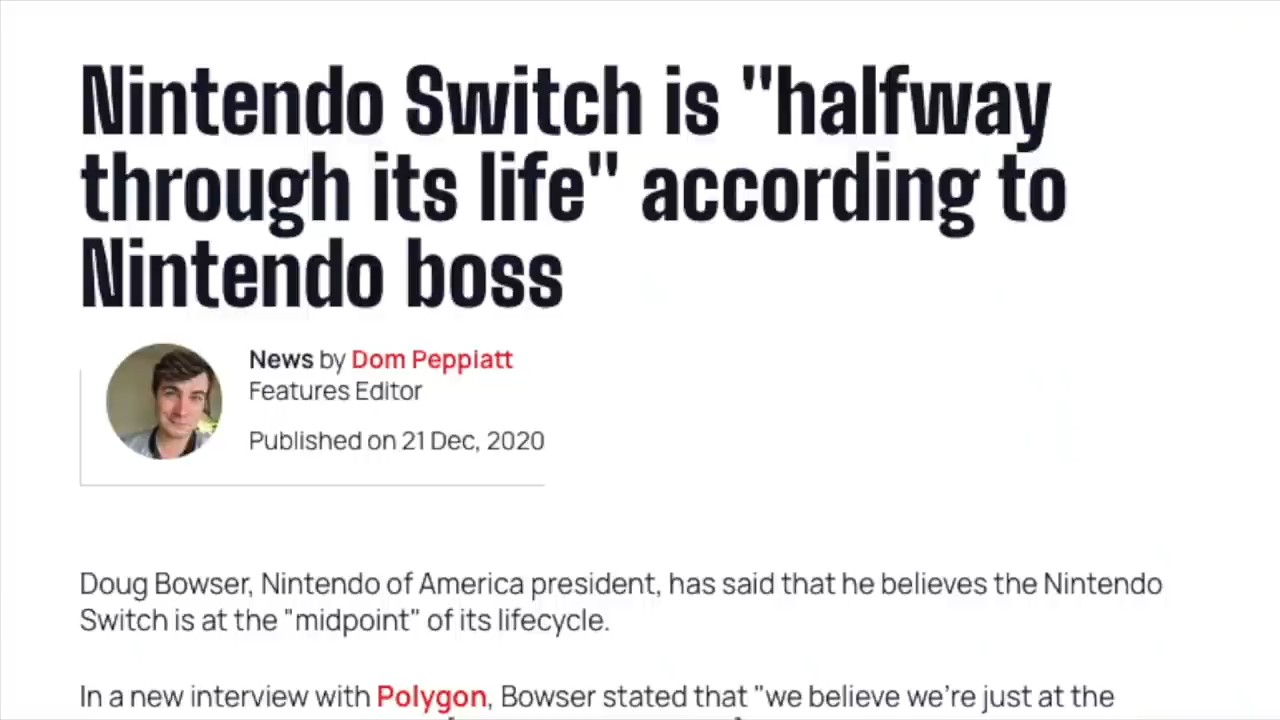 Nintendo Switch is "halfway
through its life" according to
Nintendo boss
News by Dom Peppiatt
Features Editor
Published on 21 Dec, 2020
Doug Bowser, Nintendo of America president, has said that he believes the Nintendo
Switch is at the "midpoint" of its lifecycle.
In a new interview with Polygon, Bowser stated that "we believe we're just at the